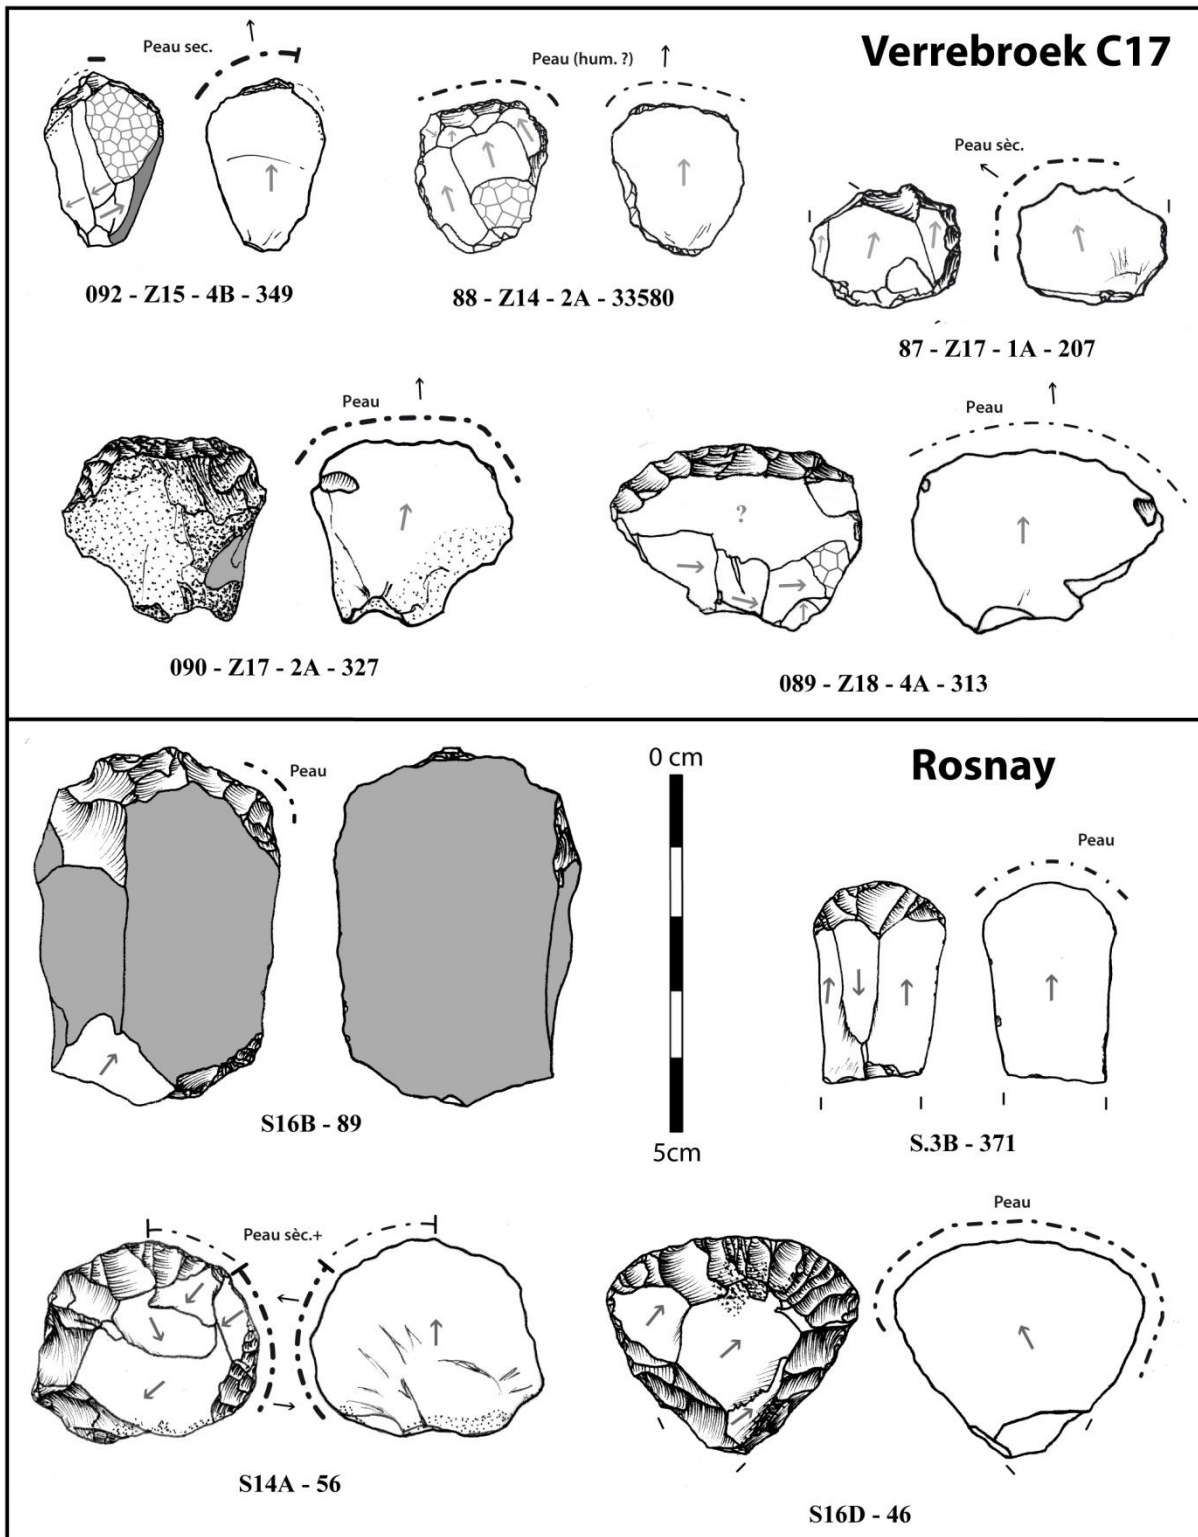 Verrebroek C17
Peau sec.
Peau (hum. ?)
Peau sèc.
092 - Z15 - 4B - 349
88 - Z14 - 2A - 33580
87 - Z17 - 1A - 207
Peau
Peau
?
090 - Z17 - 2A - 327
089 - Z18 - 4A - 313
Rosnay
0 cm
Peau
Peau
S16B - 89
5cm
S.3B - 371
Peau sèc.+
Peau
S14A - 56
S16D - 46